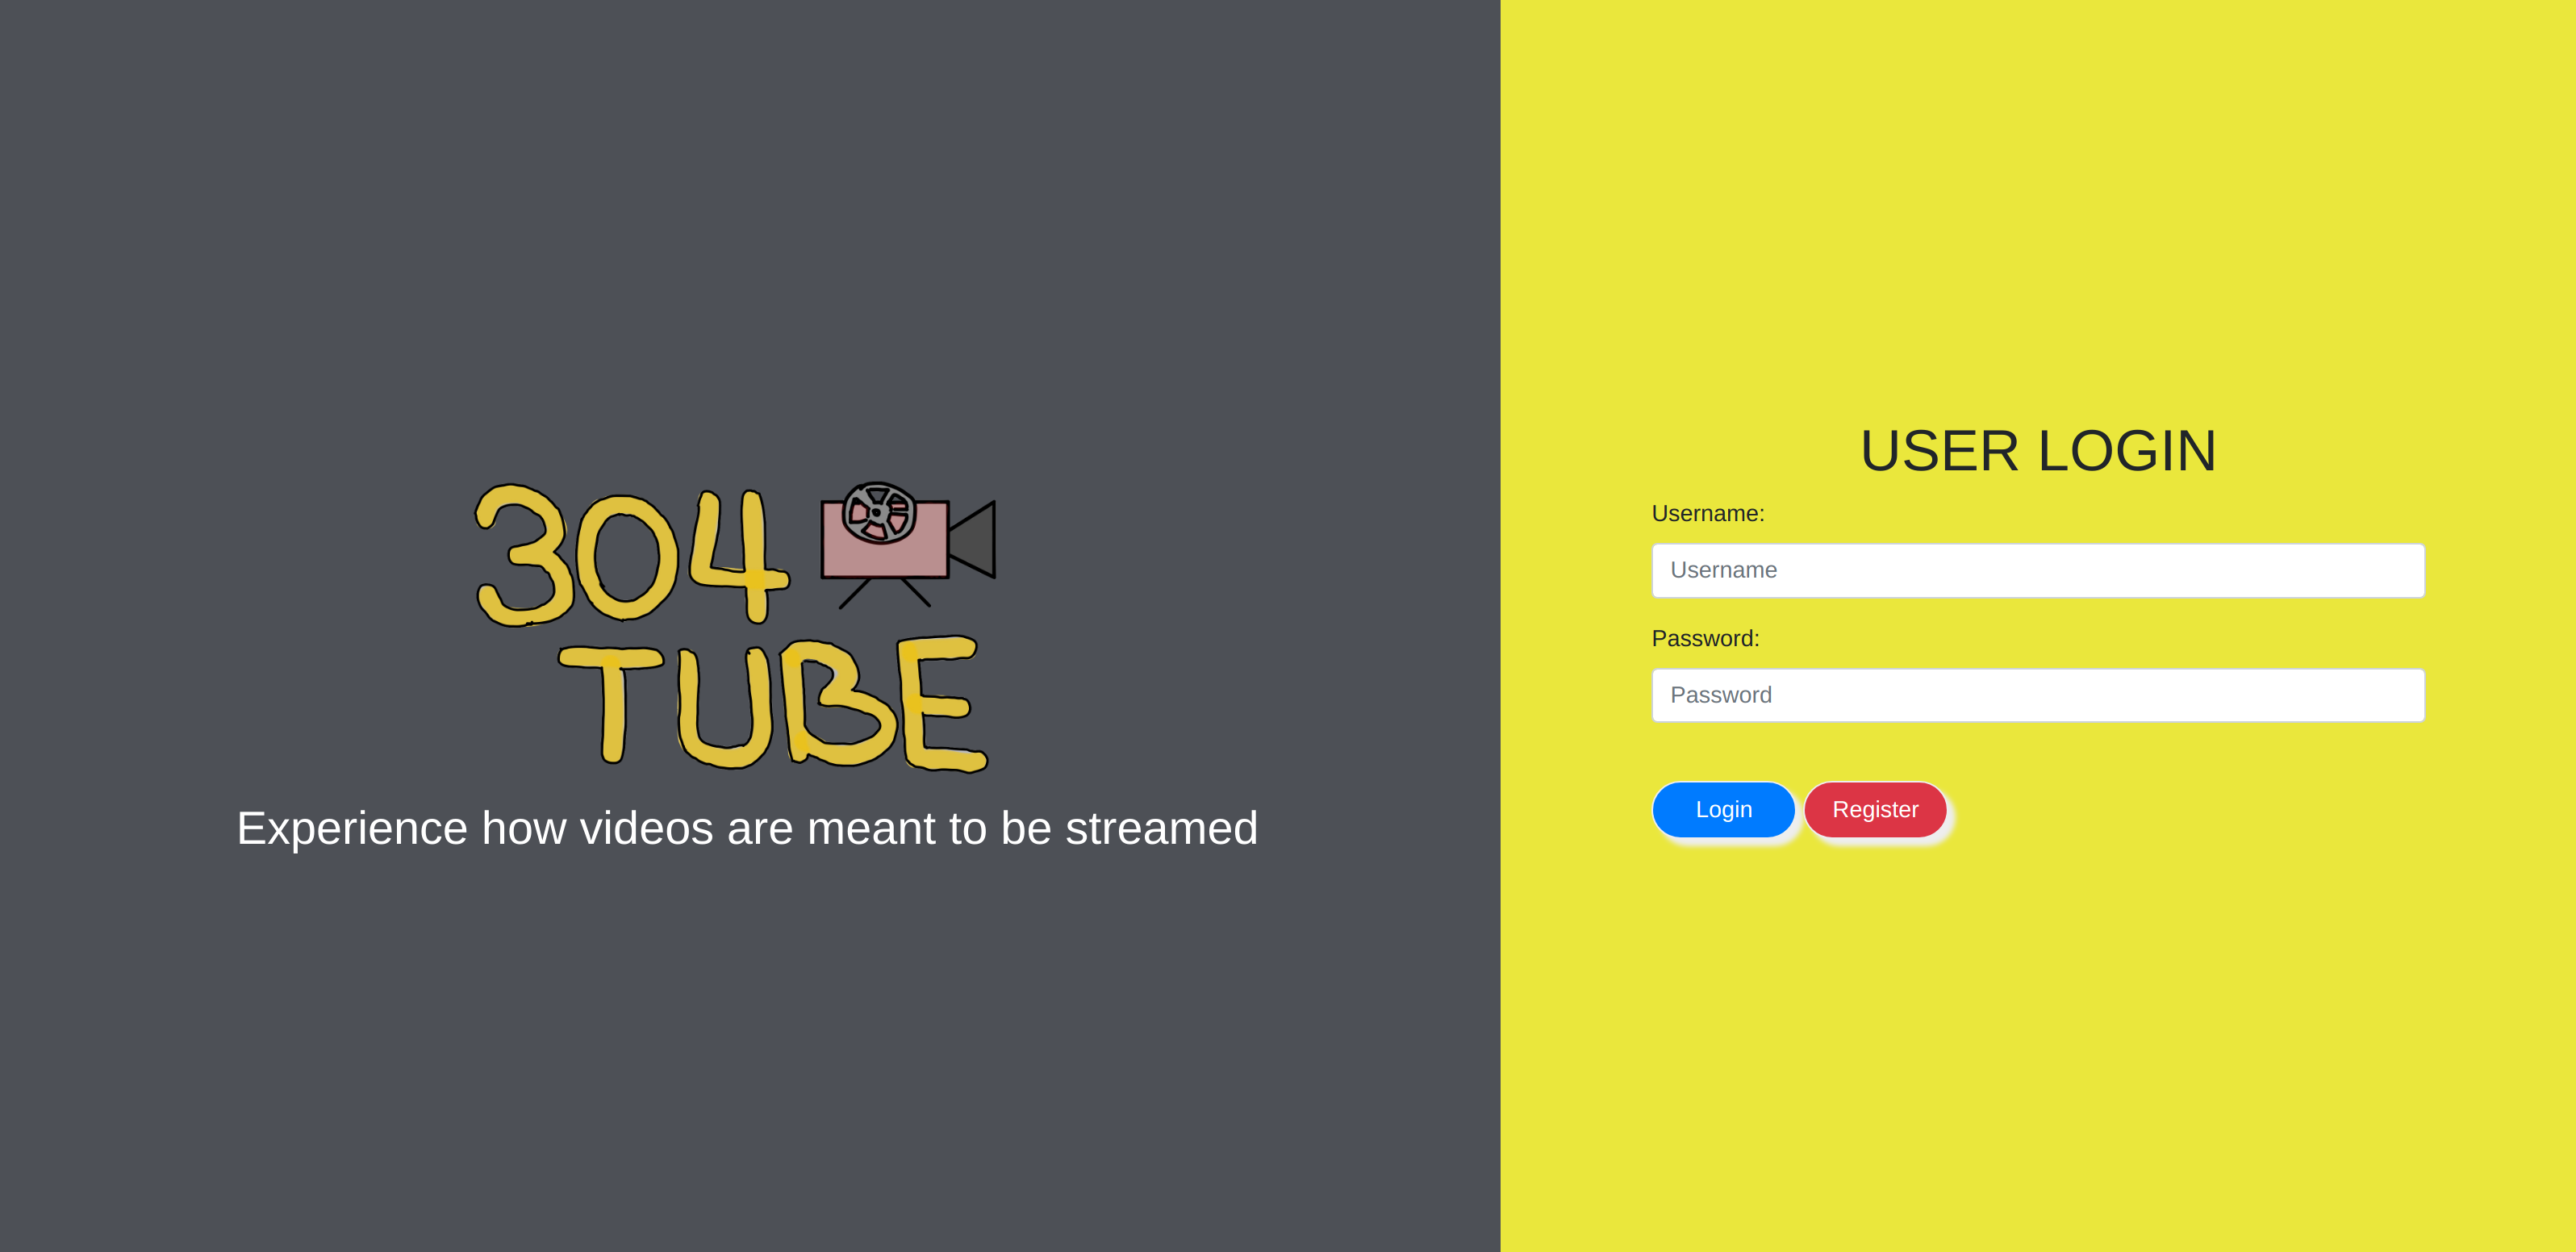 304
TUBE
Experience how videos are meant to be streamed
USER LOGIN
Username:
Username
Password:
Password
Login Register